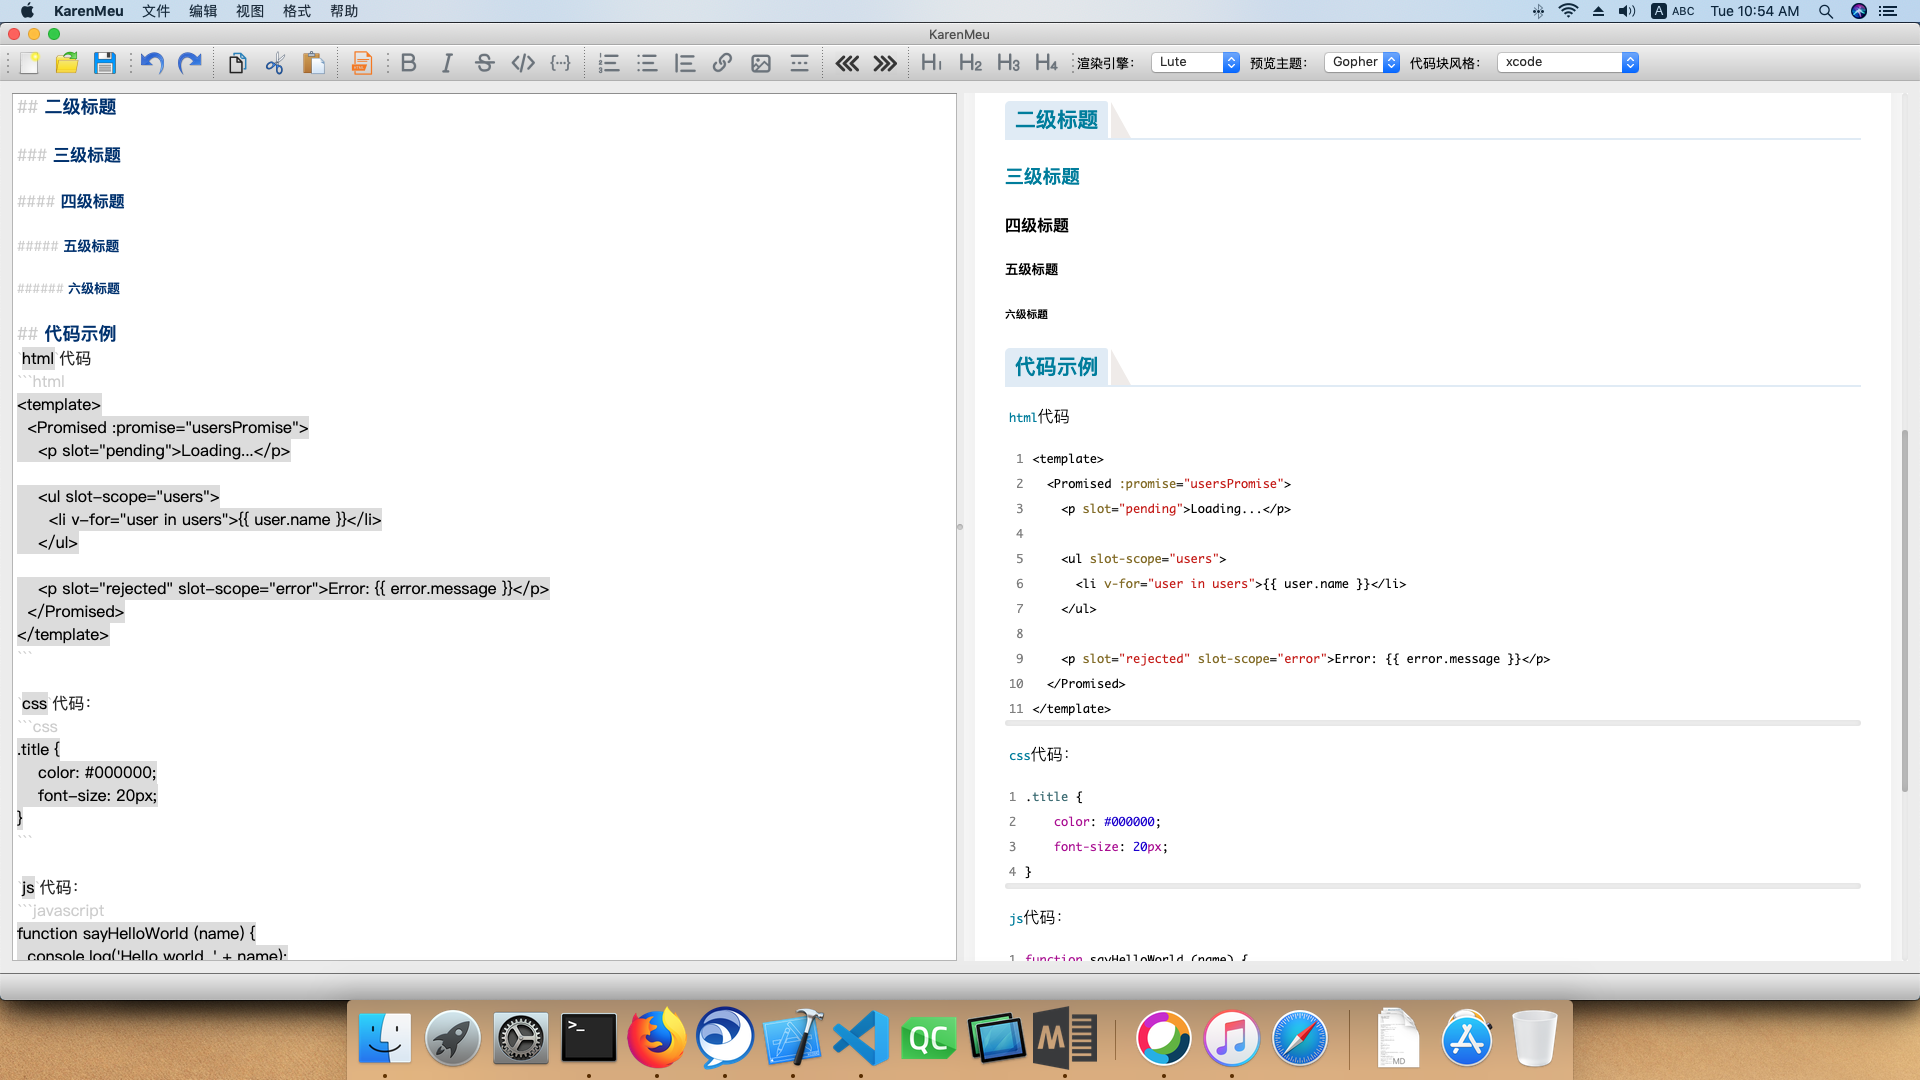 KarenMeu 文件 编辑 视图 格式 帮助 A ABC Tue 10:54 AM
KarenMeu
H1 H2 H3 H4 渲染引擎： Lute 预览主题： Gopher 代码块风格： xcode
## 二级标题
### 三级标题
#### 四级标题
##### 五级标题
###### 六级标题
## 代码示例
`html`代码
```html
<template>
  <Promised :promise="usersPromise">
    <p slot="pending">Loading...</p>
    <ul slot-scope="users">
      <li v-for="user in users">{{ user.name }}</li>
    </ul>
    <p slot="rejected" slot-scope="error">Error: {{ error.message }}</p>
  </Promised>
</template>
```
`css`代码：
```css
.title {
    color: #000000;
    font-size: 20px;
}
```
`js`代码：
```javascript
function sayHelloWorld (name) {
  console.log('Hello world, ' + name);
二级标题
三级标题
四级标题
五级标题
六级标题
代码示例
html代码
1 <template>
2   <Promised :promise="usersPromise">
3     <p slot="pending">Loading...</p>
4
5     <ul slot-scope="users">
6       <li v-for="user in users">{{ user.name }}</li>
7     </ul>
8
9     <p slot="rejected" slot-scope="error">Error: {{ error.message }}</p>
10   </Promised>
11 </template>
css代码：
1 .title {
2     color: #000000;
3     font-size: 20px;
4 }
js代码：
1 function sayHelloWorld (name) {
>_
QC
M
MD